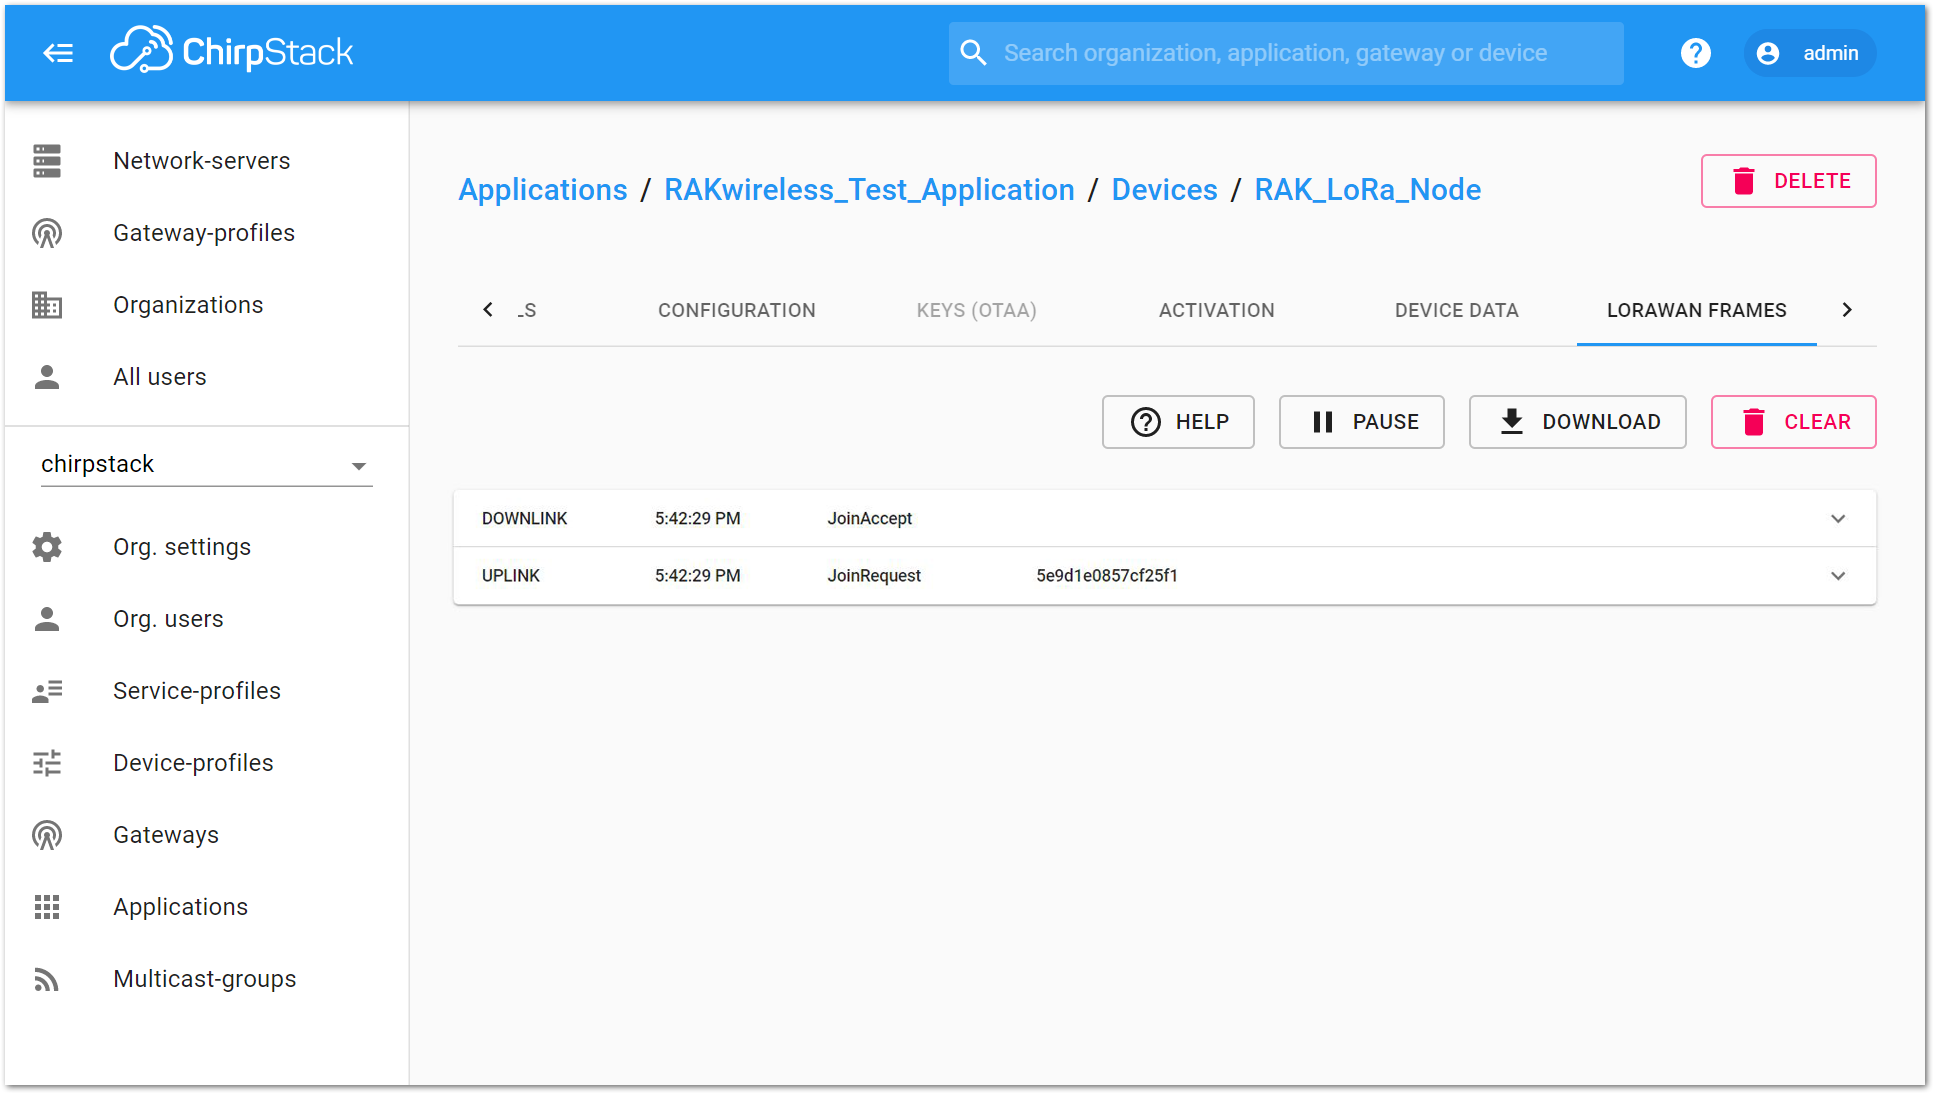 ChirpStack
Search organization, application, gateway or device
? admin
Network-servers
Gateway-profiles
Organizations
All users
chirpstack
Org. settings
Org. users
Service-profiles
Device-profiles
Gateways
Applications
Multicast-groups
Applications / RAKwireless_Test_Application / Devices / RAK_LoRa_Node
DELETE
LS CONFIGURATION KEYS (OTAA) ACTIVATION DEVICE DATA LORAWAN FRAMES
? HELP PAUSE DOWNLOAD CLEAR
DOWNLINK 5:42:29 PM JoinAccept
UPLINK 5:42:29 PM JoinRequest 5e9d1e0857cf25f1